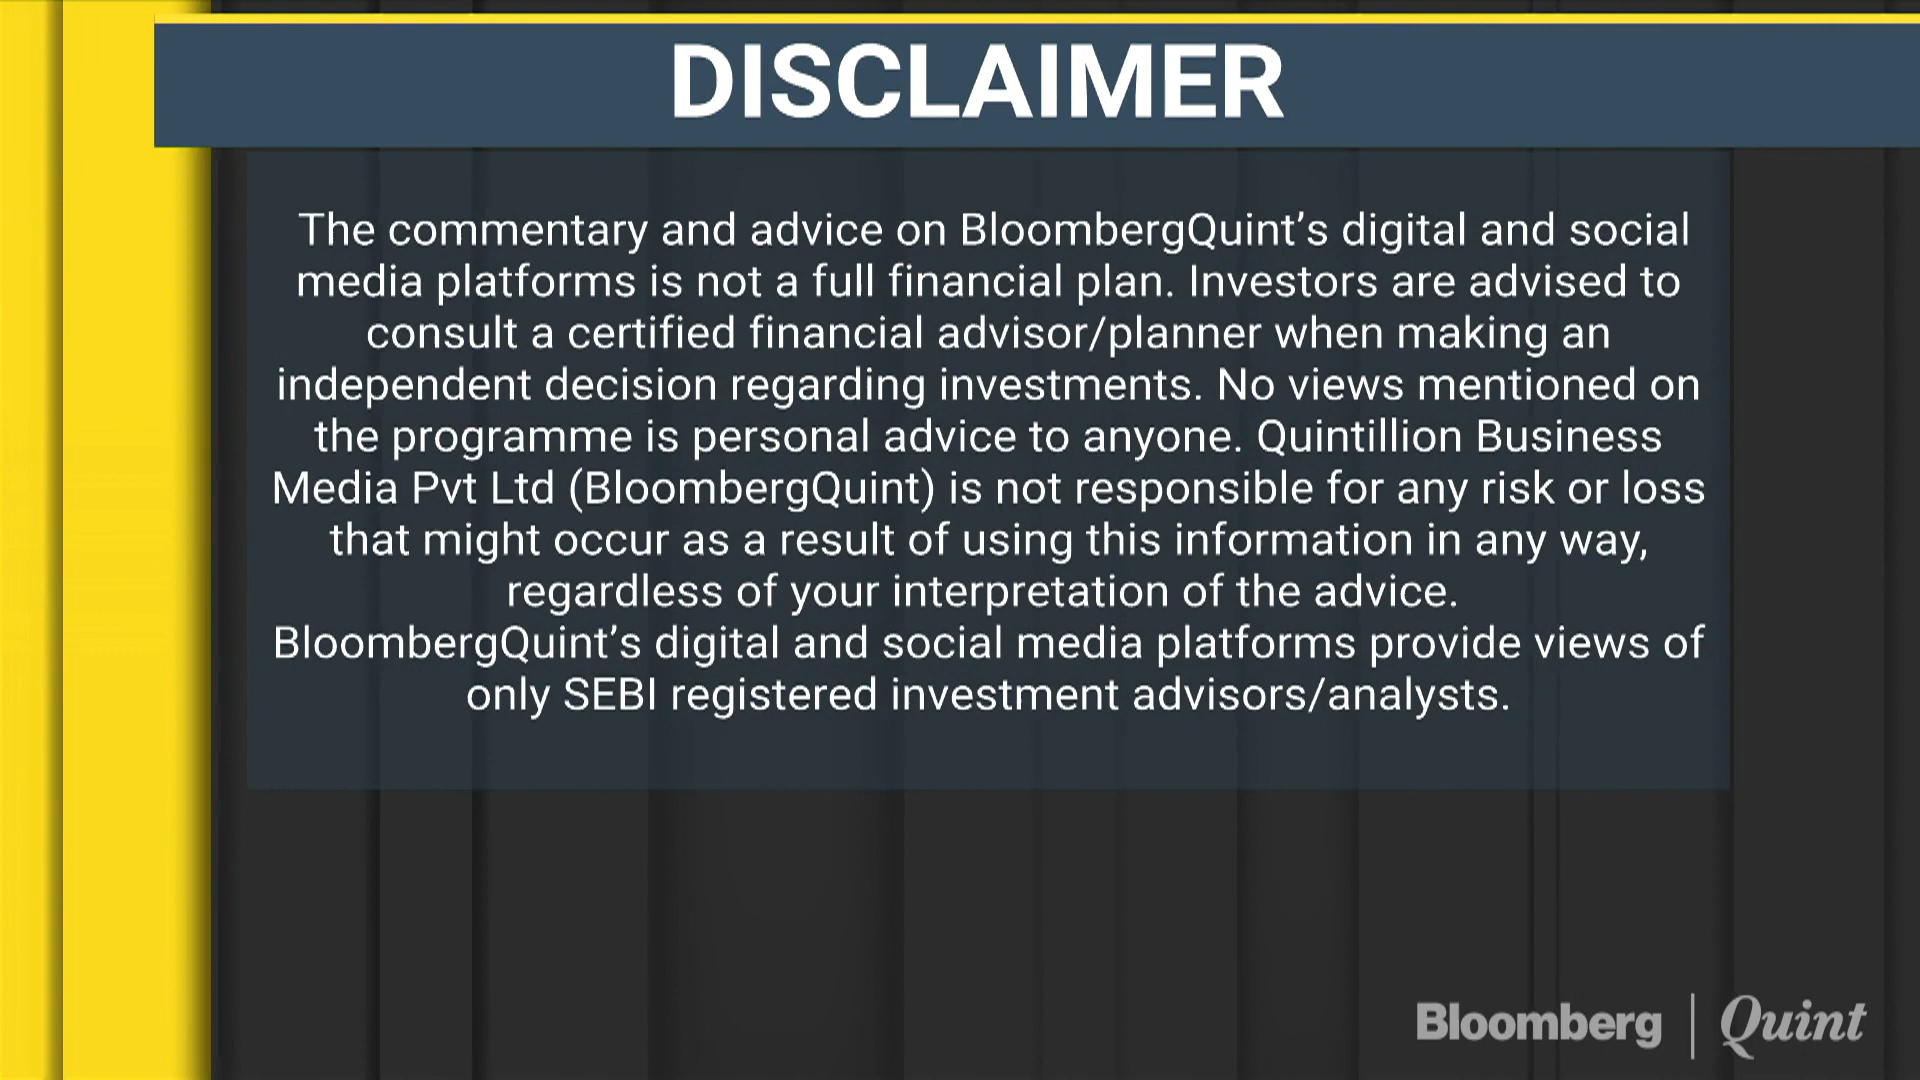 DISCLAIMER
The commentary and advice on BloombergQuint’s digital and social
media platforms is not a full financial plan. Investors are advised to
consult a certified financial advisor/planner when making an
independent decision regarding investments. No views mentioned on
the programme is personal advice to anyone. Quintillion Business
Media Pvt Ltd (BloombergQuint) is not responsible for any risk or loss
that might occur as a result of using this information in any way,
regardless of your interpretation of the advice.
BloombergQuint’s digital and social media platforms provide views of
only SEBI registered investment advisors/analysts.
Bloomberg | Quint